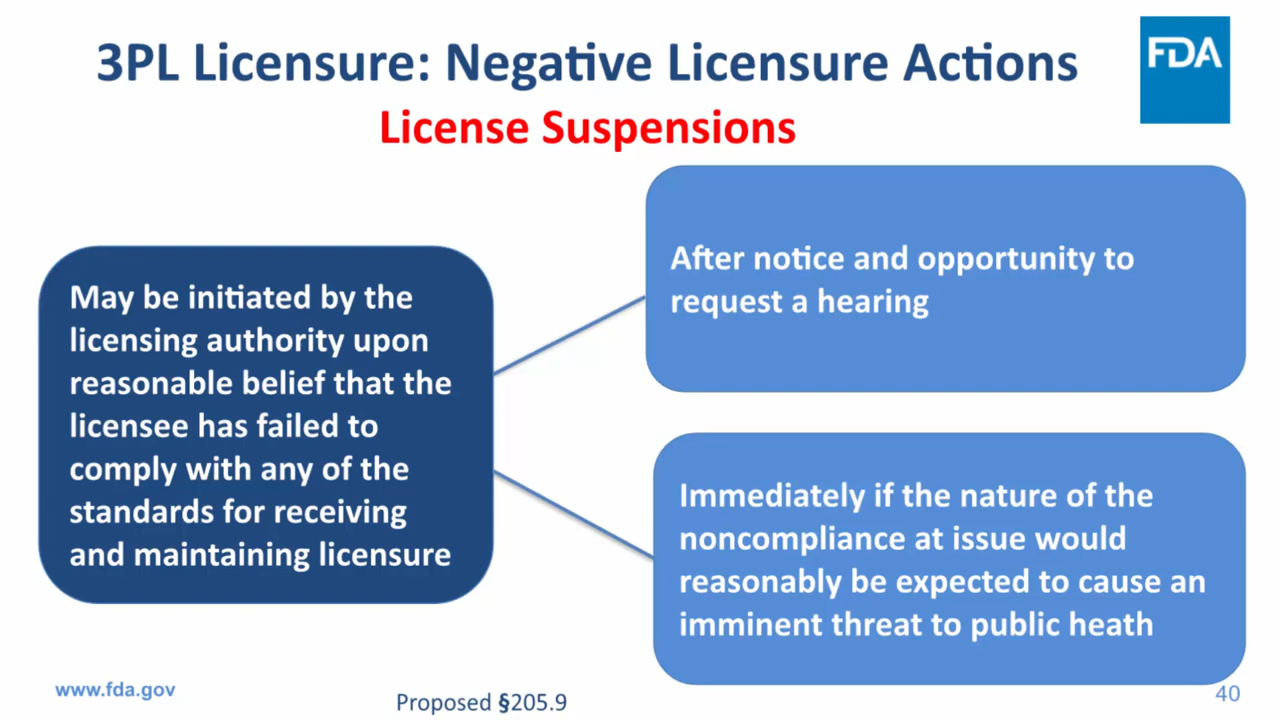 3PL Licensure: Negative Licensure Actions
FDA
License Suspensions
May be initiated by the
licensing authority upon
reasonable belief that the
licensee has failed to
comply with any of the
standards for receiving
and maintaining licensure
After notice and opportunity to
request a hearing
Immediately if the nature of the
noncompliance at issue would
reasonably be expected to cause an
imminent threat to public heath
www.fda.gov
Proposed §205.9
40